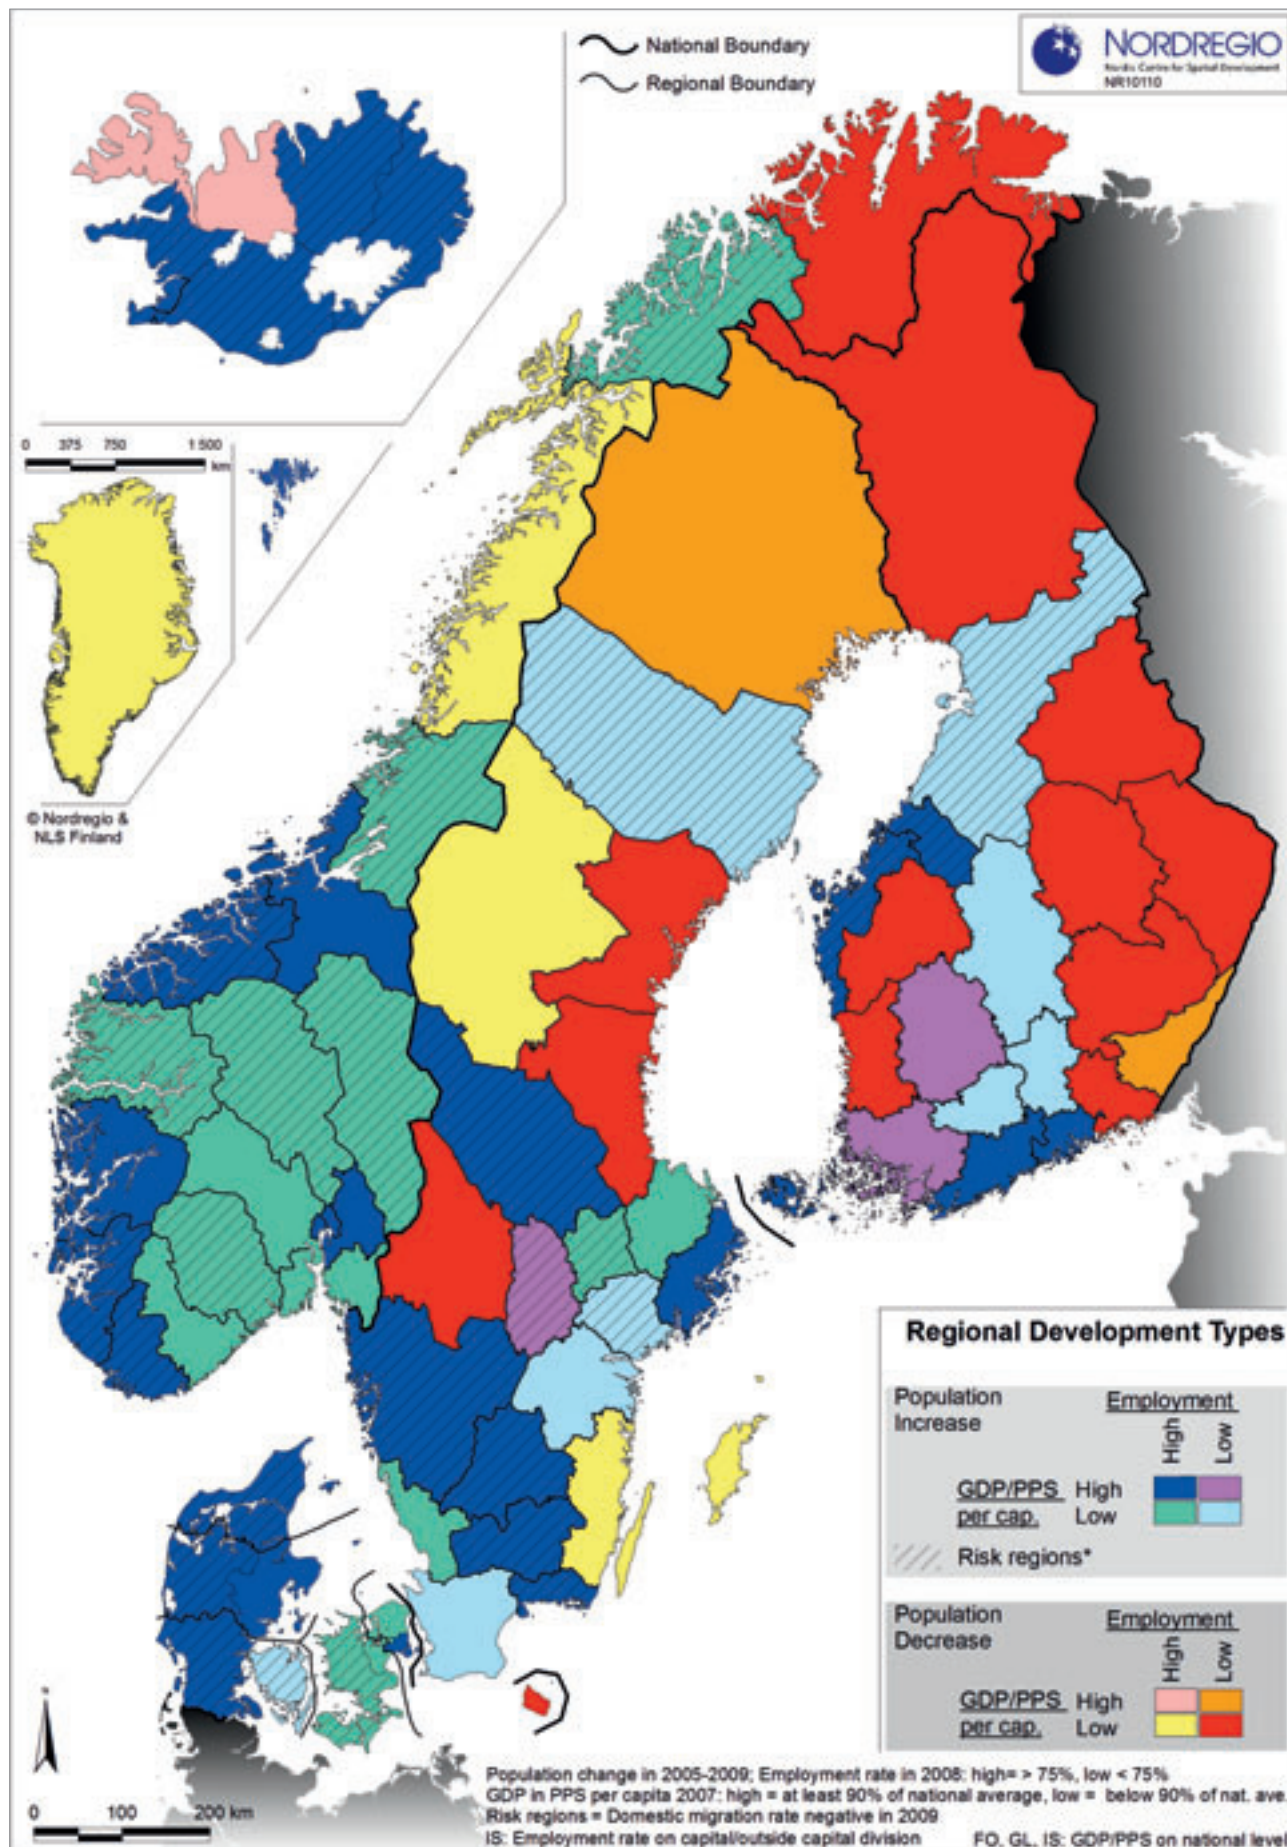 National Boundary
Regional Boundary
NORDREGIO
Nordic Centre for Spatial Development
NR10110
0 375 750 1 500
km
© Nordregio &
NLS Finland
Regional Development Types
Population
Increase
Employment
High
Low
GDP/PPS
per cap.
High
Low
Risk regions*
Population
Decrease
Employment
High
Low
GDP/PPS
per cap.
High
Low
N
0 100 200 km
Population change in 2005-2009; Employment rate in 2008: high= > 75%, low < 75%
GDP in PPS per capita 2007: high = at least 90% of national average, low = below 90% of nat. ave.
Risk regions = Domestic migration rate negative in 2009
IS: Employment rate on capital/outside capital division FO, GL, IS: GDP/PPS on national level